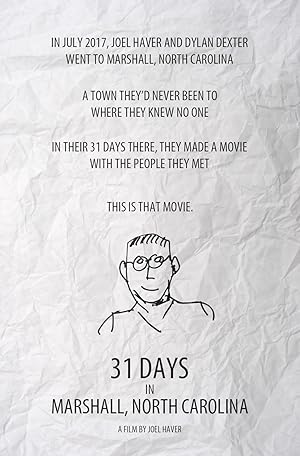 IN JULY 2017, JOEL HAVER AND DYLAN DEXTER
WENT TO MARSHALL, NORTH CAROLINA
A TOWN THEY'D NEVER BEEN TO
WHERE THEY KNEW NO ONE
IN THEIR 31 DAYS THERE, THEY MADE A MOVIE
WITH THE PEOPLE THEY MET
THIS IS THAT MOVIE.
31 DAYS
IN
MARSHALL, NORTH CAROLINA
A FILM BY JOEL HAVER